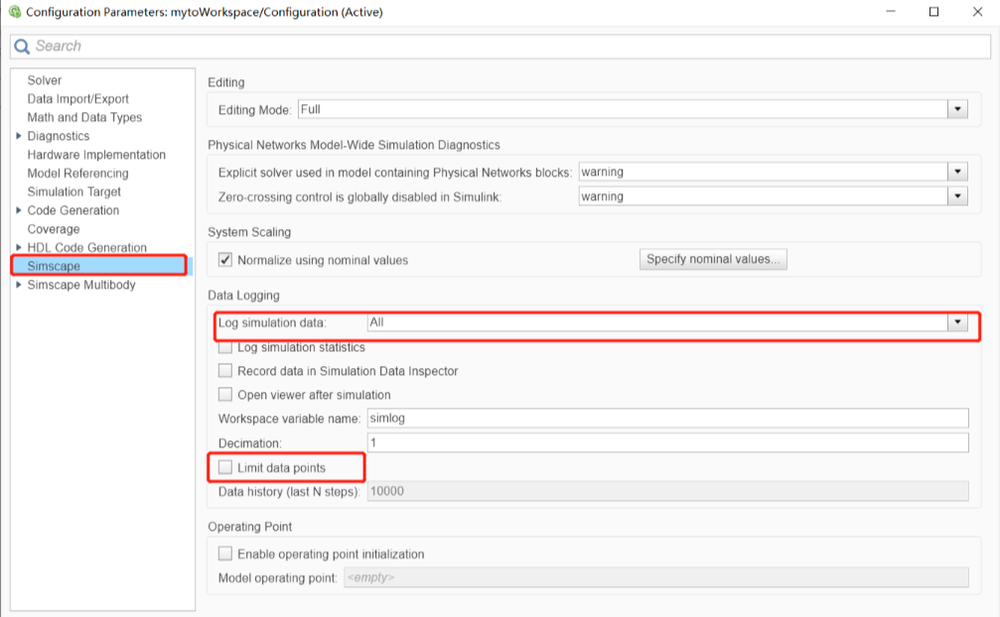 Configuration Parameters: mytoWorkspace/Configuration (Active)
Search
Solver
Data Import/Export
Math and Data Types
Diagnostics
Hardware Implementation
Model Referencing
Simulation Target
Code Generation
Coverage
HDL Code Generation
Simscape
Simscape Multibody
Editing
Editing Mode: Full
Physical Networks Model-Wide Simulation Diagnostics
Explicit solver used in model containing Physical Networks blocks: warning
Zero-crossing control is globally disabled in Simulink: warning
System Scaling
Normalize using nominal values Specify nominal values...
Data Logging
Log simulation data: All
Log simulation statistics
Record data in Simulation Data Inspector
Open viewer after simulation
Workspace variable name: simlog
Decimation: 1
Limit data points
Data history (last N steps): 10000
Operating Point
Enable operating point initialization
Model operating point: <empty>